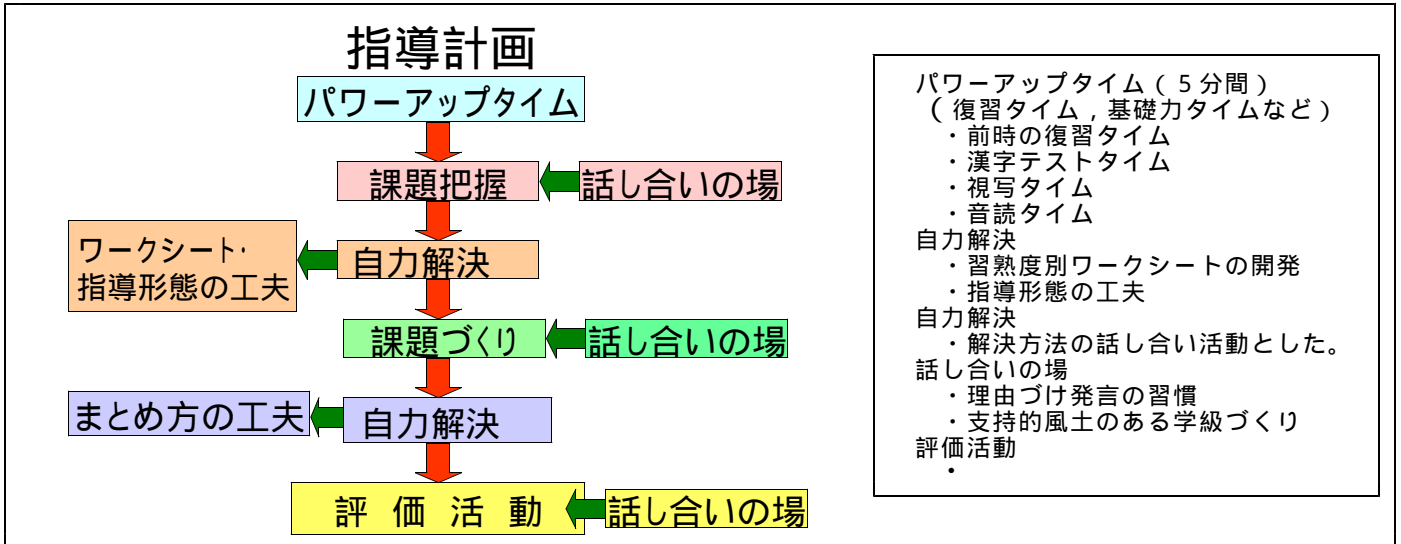 指導計画
パワーアップタイム
課題把握
話し合いの場
ワークシート・
指導形態の工夫
自力解決
課題づくり
話し合いの場
まとめ方の工夫
自力解決
評 価 活 動
話し合いの場
パワーアップタイム(5分間)
(復習タイム,基礎力タイムなど)
・前時の復習タイム
・漢字テストタイム
・視写タイム
・音読タイム
自力解決
・習熟度別ワークシートの開発
・指導形態の工夫
自力解決
・解決方法の話し合い活動とした。
話し合いの場
・理由づけ発言の習慣
・支持的風土のある学級づくり
評価活動
・